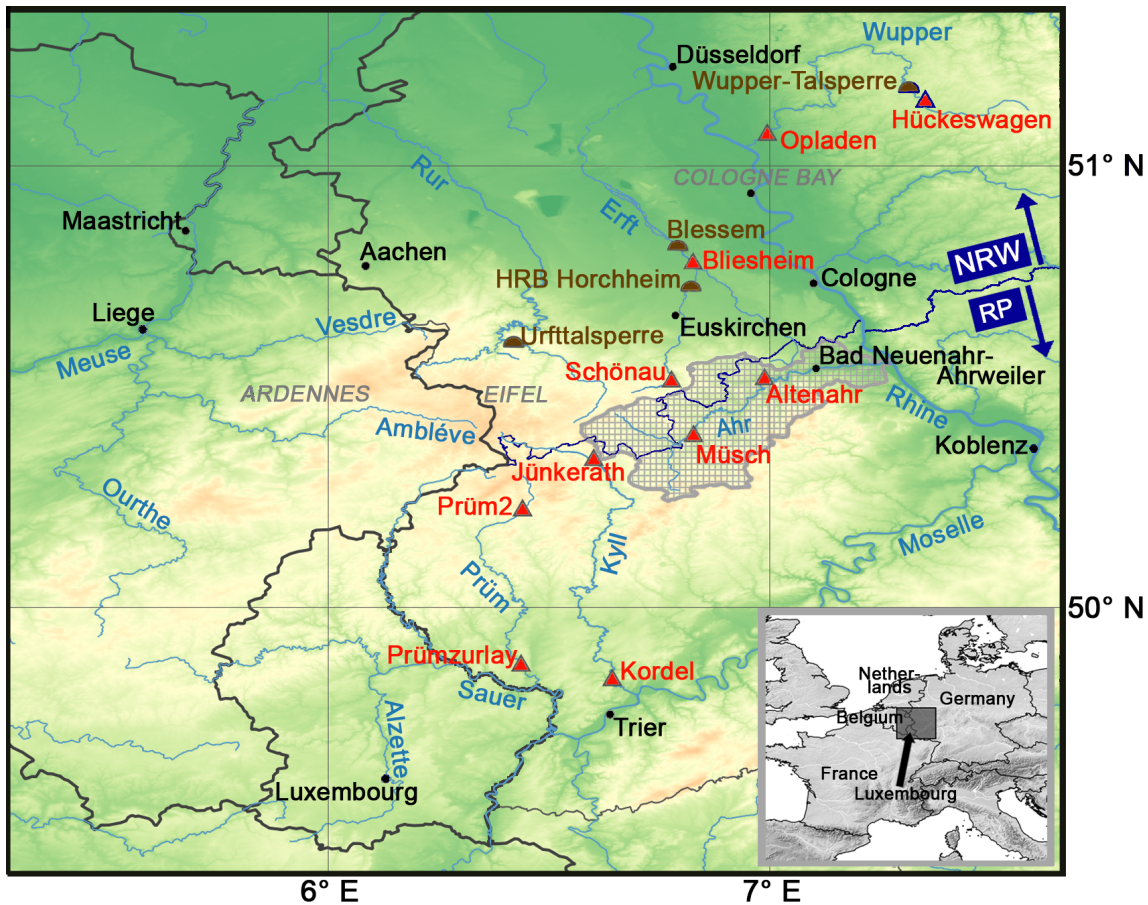 Wupper
Düsseldorf
Wupper-Talsperre
Hückeswagen
Opladen
51° N
Rur
COLOGNE BAY
Erft
Maastricht
Blessem
Aachen
Bliesheim
NRW
HRB Horchheim
Cologne
RP
Liege
Vesdre
Euskirchen
Urfttalsperre
Meuse
Bad Neuenahr-
Ahrweiler
Schönau
Altenahr
ARDENNES
EIFEL
Rhine
Ambléve
Ahr
Koblenz
Müsch
Jünkerath
Ourthe
Prüm2
Moselle
Kyll
Prüm
50° N
Prümzurlay
Kordel
Sauer
Trier
Alzette
Luxembourg
Nether-
lands
Germany
Belgium
France
Luxembourg
6° E
7° E